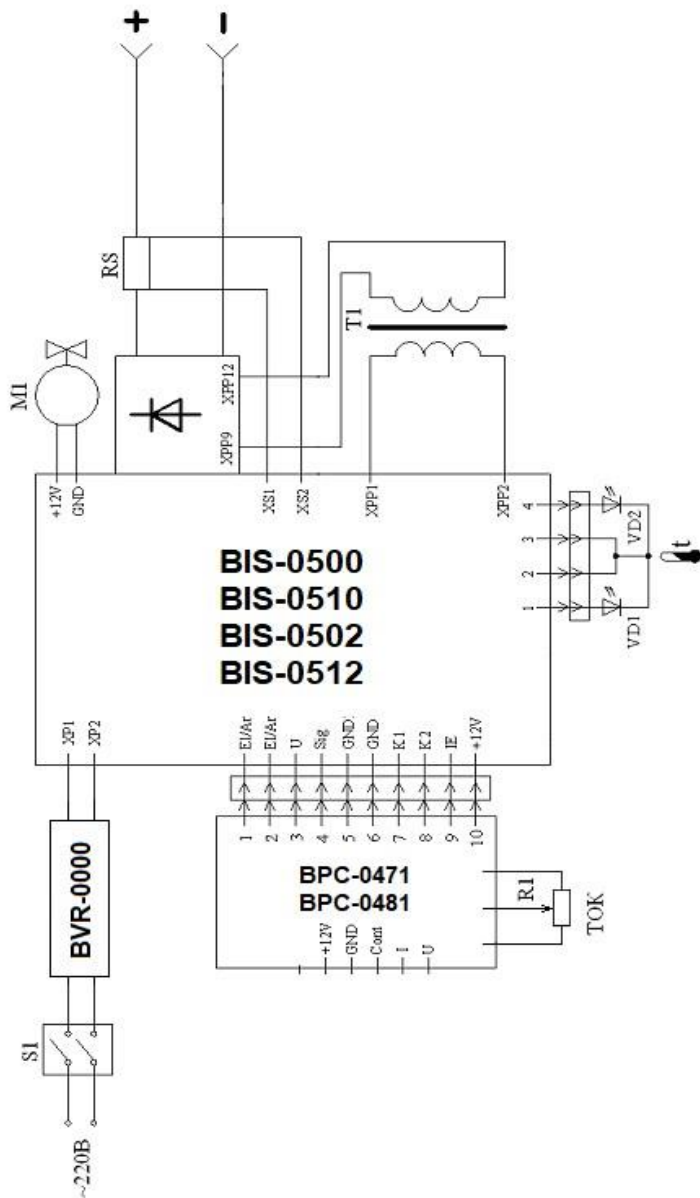 ~220В
S1
BVR-0000
XP1
XP2
M1
+12V
GND
BIS-0500
BIS-0510
BIS-0502
BIS-0512
XPP9
XPP12
RS
+
-
XS1
XS2
XPP1
XPP2
T1
1
2
3
4
5
6
7
8
9
10
El/Ar
El/Ar
U
Sig
GND
GND
K1
K2
IE
+12V
BPC-0471
BPC-0481
+12V
GND
Cont
I
U
R1
ТОК
1
2
3
4
VD1
VD2
t